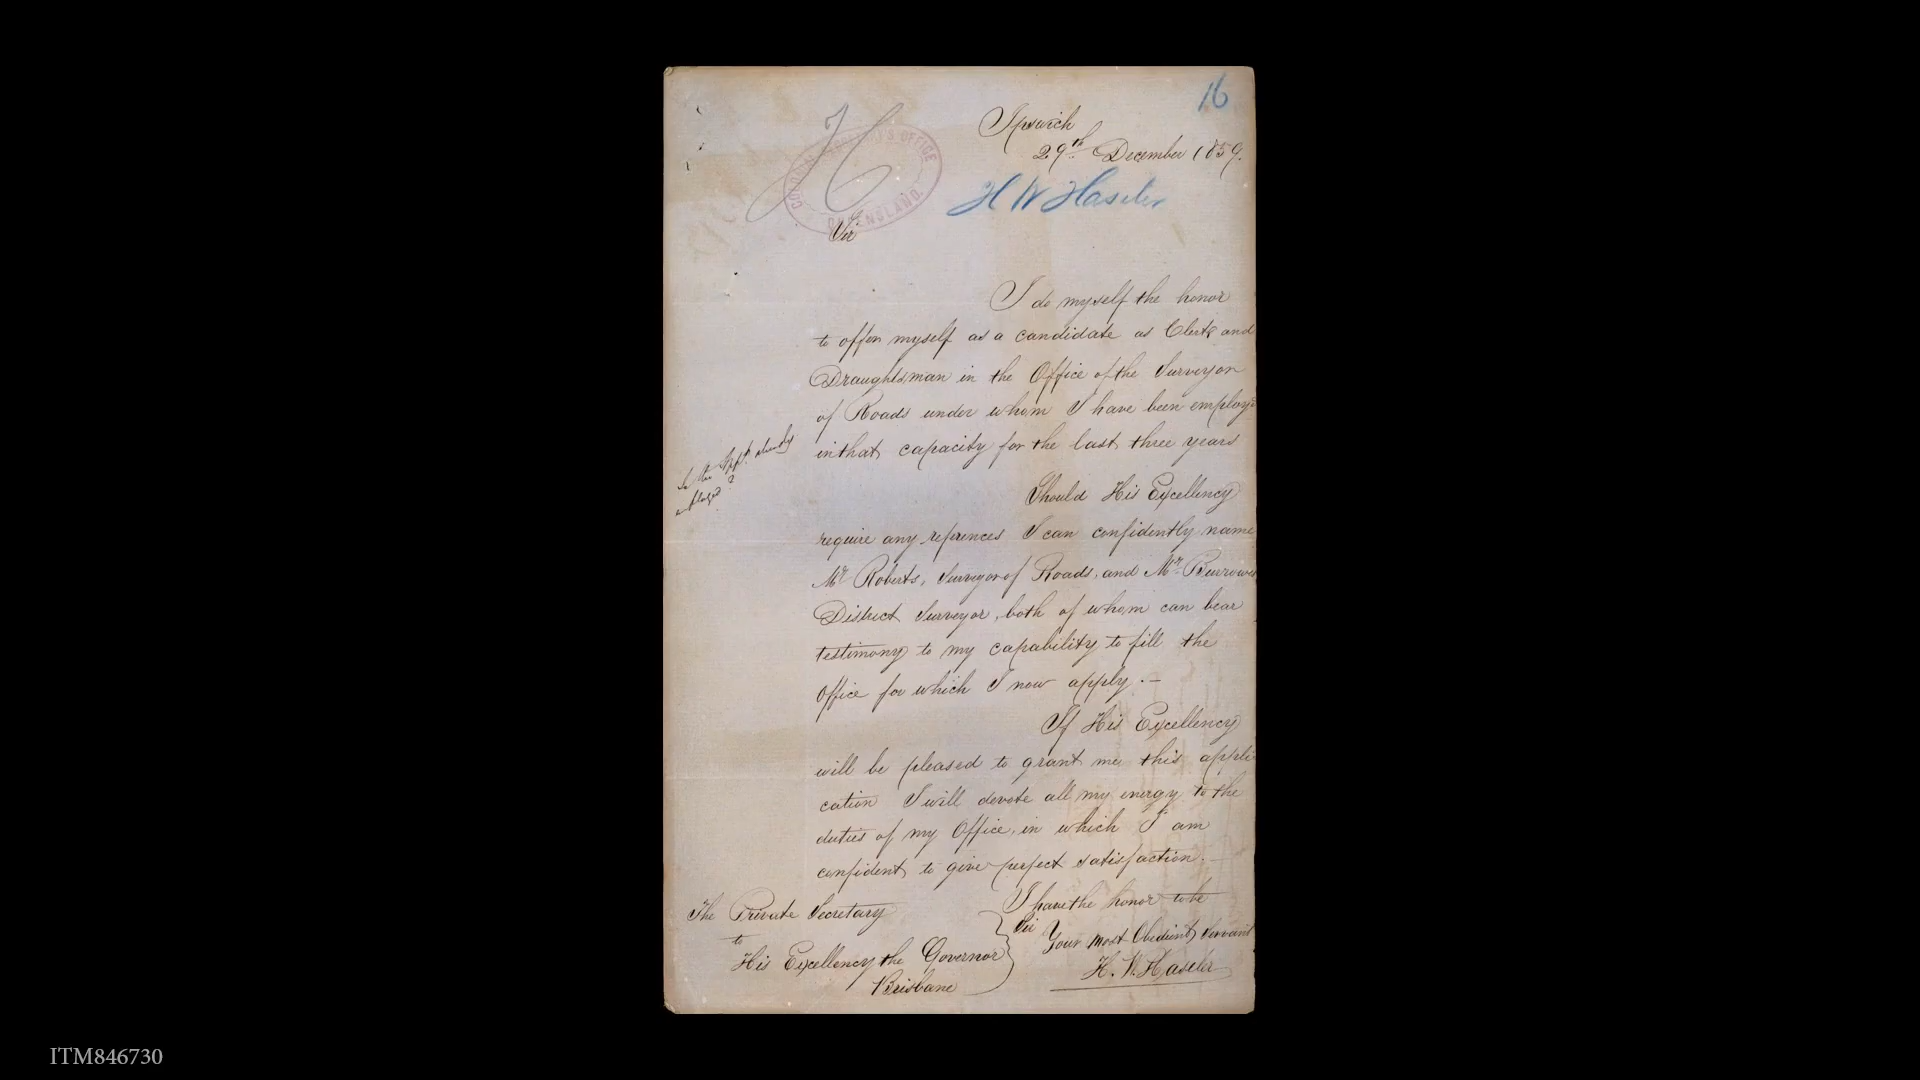 16
Ipswich
29th December 1859.
H
COLONIAL SECRETARY'S OFFICE
QUEENSLAND.
H W Haseler
Sir
I do myself the honor
to offer myself as a candidate as Clerk and
Draughtsman in the Office of the Surveyor
of Roads under whom I have been employd
in that capacity for the last three years
Is the Appt. already
employed?
Should His Excellency
require any references I can confidently name
Mr Roberts, Surveyor of Roads, and Mr. Burrowes
District Surveyor, both of whom can bear
testimony to my capability to fill the
Office for which I now apply.—
If His Excellency
will be pleased to grant me this appli
cation I will devote all my energy to the
duties of my Office, in which I am
confident to give perfect satisfaction.—
I have the honor to be
Sir
Your most Obedient Servant
H. W. Haseler
The Private Secretary
to
His Excellency the Governor
Brisbane
ITM846730